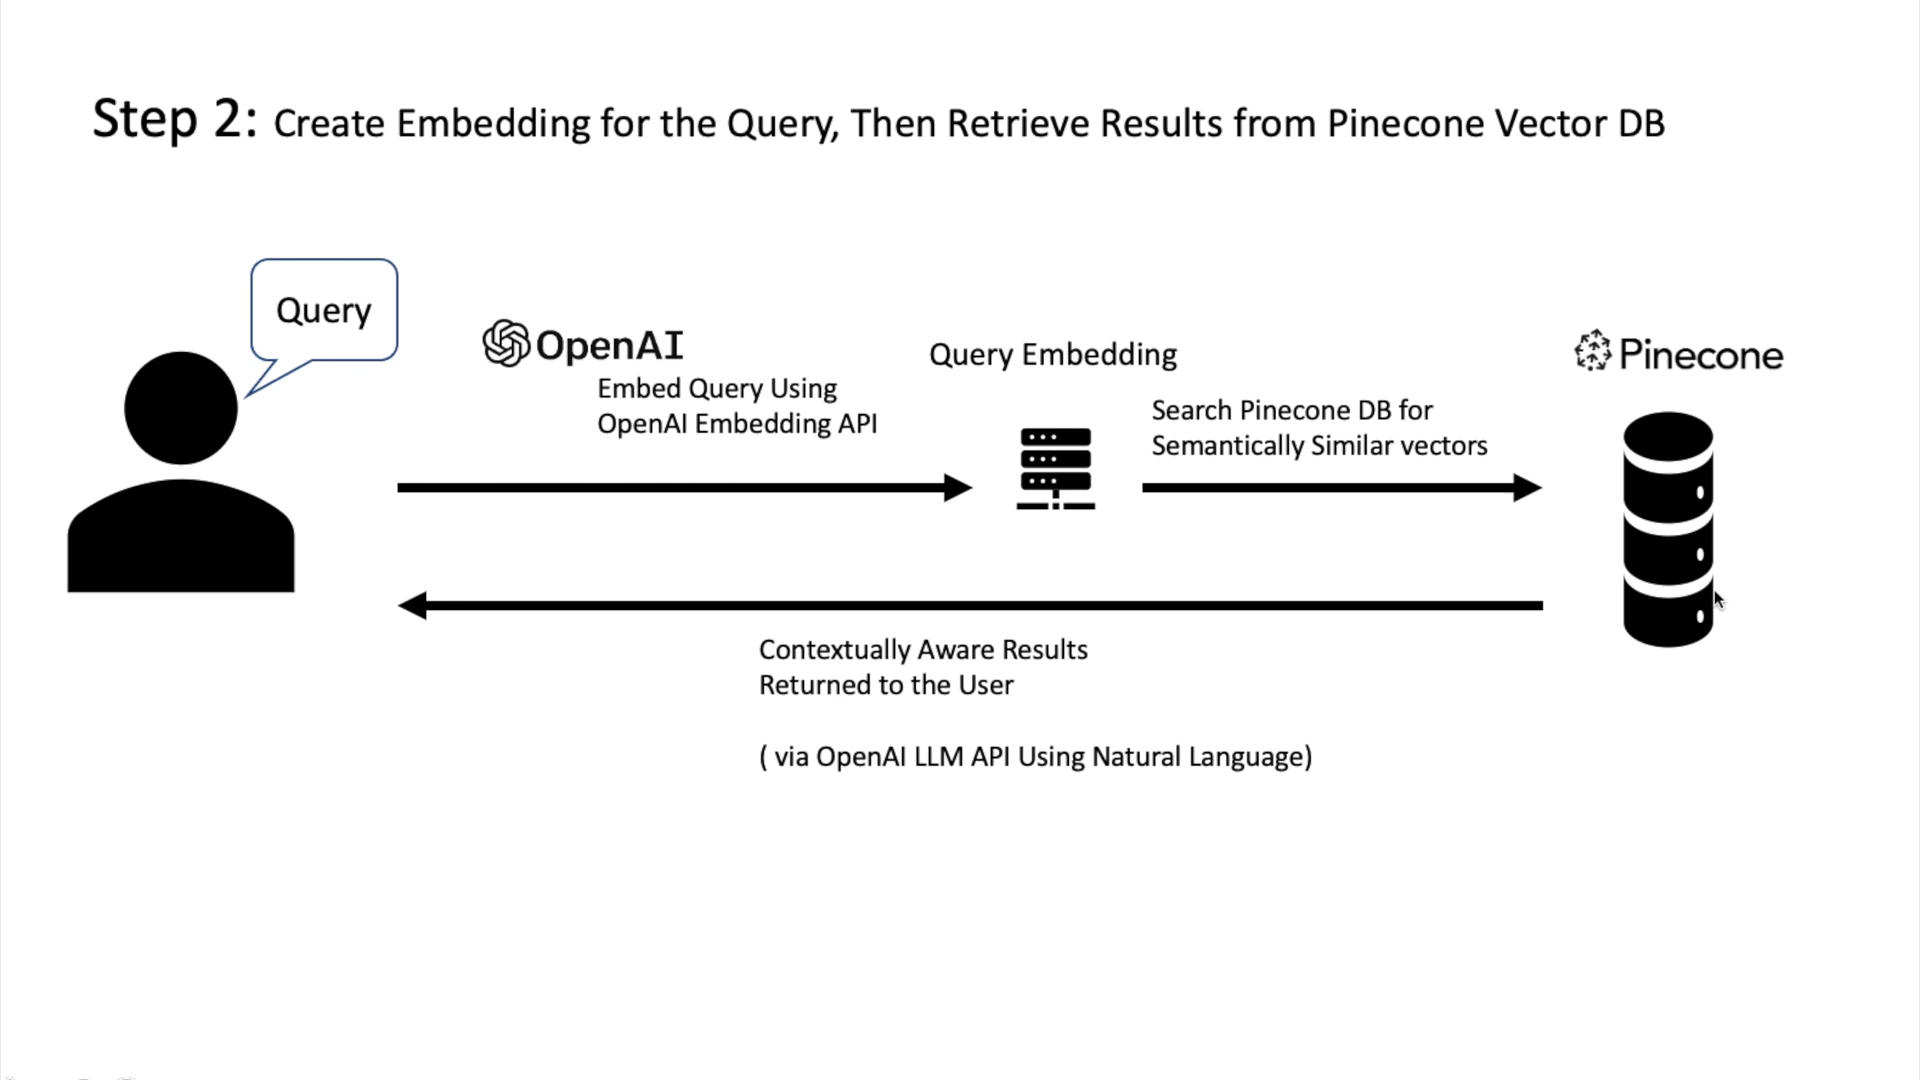 Step 2: Create Embedding for the Query, Then Retrieve Results from Pinecone Vector DB
Query
OpenAI
Embed Query Using
OpenAI Embedding API
Query Embedding
Search Pinecone DB for
Semantically Similar vectors
Pinecone
Contextually Aware Results
Returned to the User
( via OpenAI LLM API Using Natural Language)